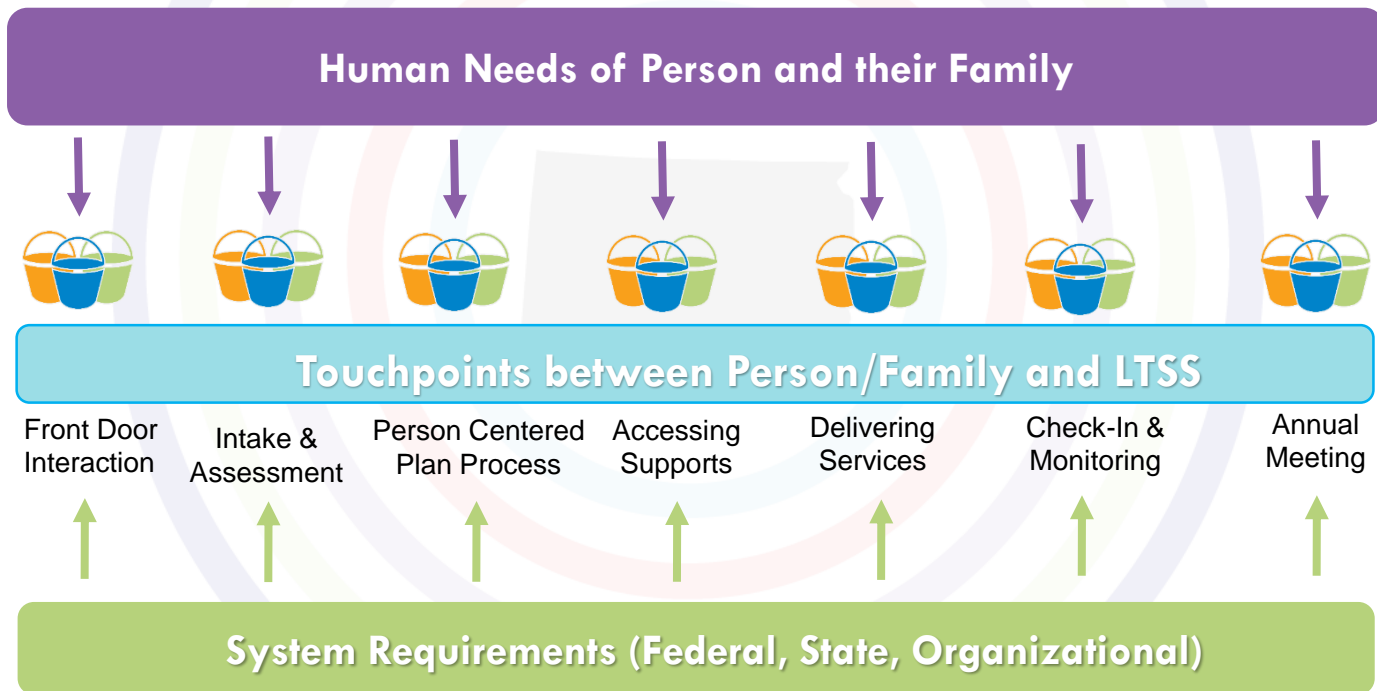 Human Needs of Person and their Family
Touchpoints between Person/Family and LTSS
Front Door
Interaction
Intake &
Assessment
Person Centered
Plan Process
Accessing
Supports
Delivering
Services
Check-In &
Monitoring
Annual
Meeting
System Requirements (Federal, State, Organizational)